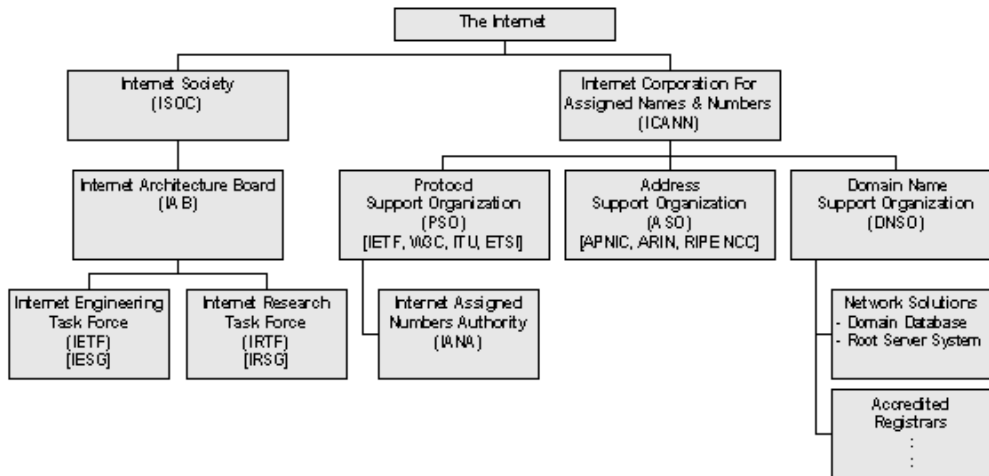 The Internet
Internet Society
(ISOC)
Internet Corporation For
Assigned Names & Numbers
(ICANN)
Internet Architecture Board
(IAB)
Protocol
Support Organization
(PSO)
[IETF, W3C, ITU, ETSI]
Address
Support Organization
(ASO)
[APNIC, ARIN, RIPE NCC]
Domain Name
Support Organization
(DNSO)
Internet Engineering
Task Force
(IETF)
[IESG]
Internet Research
Task Force
(IRTF)
[IRSG]
Internet Assigned
Numbers Authority
(IANA)
Network Solutions
- Domain Database
- Root Server System
Accredited
Registrars
:
: